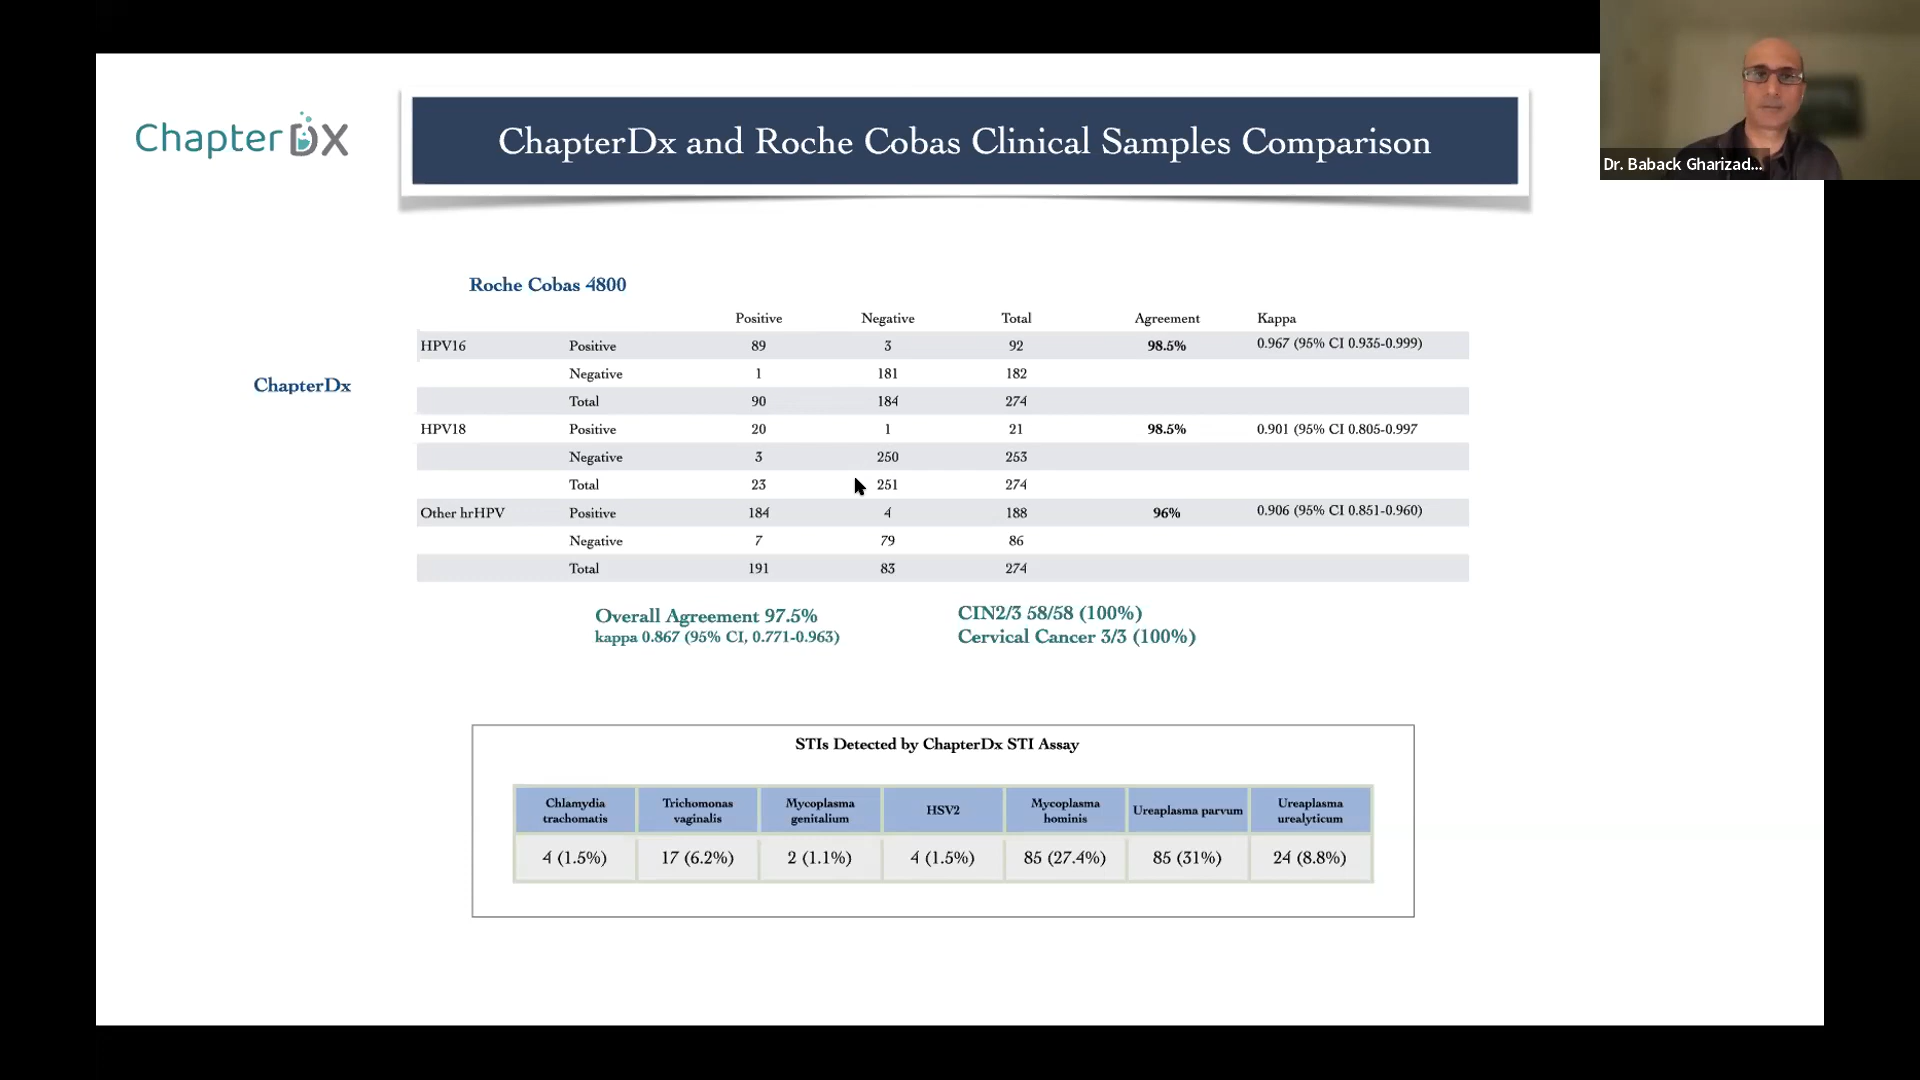 ChapterDX
ChapterDx and Roche Cobas Clinical Samples Comparison
Dr. Baback Gharizad...
Roche Cobas 4800
Positive Negative Total Agreement Kappa
HPV16 Positive 89 3 92 98.5% 0.967 (95% CI 0.935-0.999)
Negative 1 181 182
ChapterDx
Total 90 184 274
HPV18 Positive 20 1 21 98.5% 0.901 (95% CI 0.805-0.997
Negative 3 250 253
Total 23 251 274
Other hrHPV Positive 184 4 188 96% 0.906 (95% CI 0.851-0.960)
Negative 7 79 86
Total 191 83 274
Overall Agreement 97.5%
kappa 0.867 (95% CI, 0.771-0.963)
CIN2/3 58/58 (100%)
Cervical Cancer 3/3 (100%)
STIs Detected by ChapterDx STI Assay
Chlamydia trachomatis Trichomonas vaginalis Mycoplasma genitalium HSV2 Mycoplasma hominis Ureaplasma parvum Ureaplasma urealyticum
4 (1.5%) 17 (6.2%) 2 (1.1%) 4 (1.5%) 85 (27.4%) 85 (31%) 24 (8.8%)